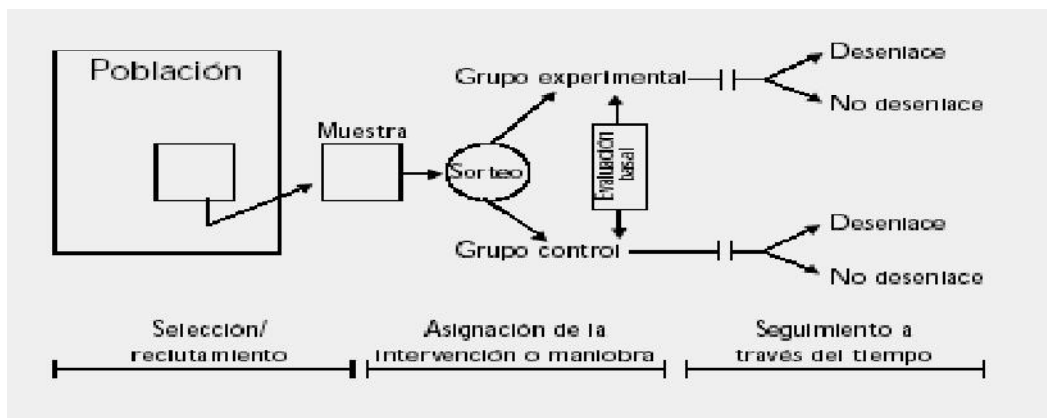 Población
Muestra
Sorteo
Grupo experimental
Evaluación
basal
Grupo control
Desenlace
No desenlace
Desenlace
No desenlace
Selección/
reclutamiento
Asignación de la
intervención o maniobra
Seguimiento a
través del tiempo